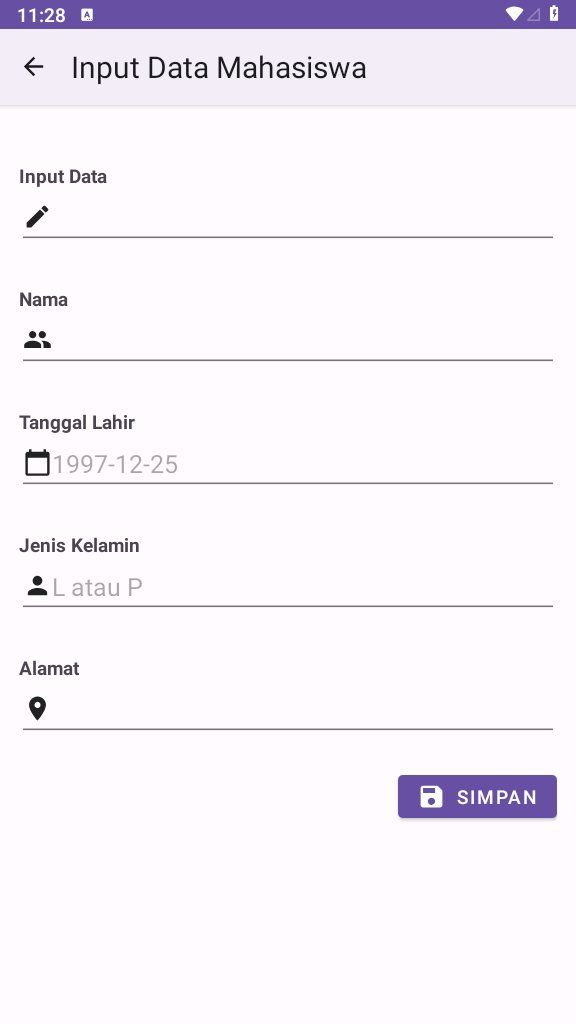 11:28
Input Data Mahasiswa
Input Data
Nama
Tanggal Lahir
1997-12-25
Jenis Kelamin
L atau P
Alamat
SIMPAN